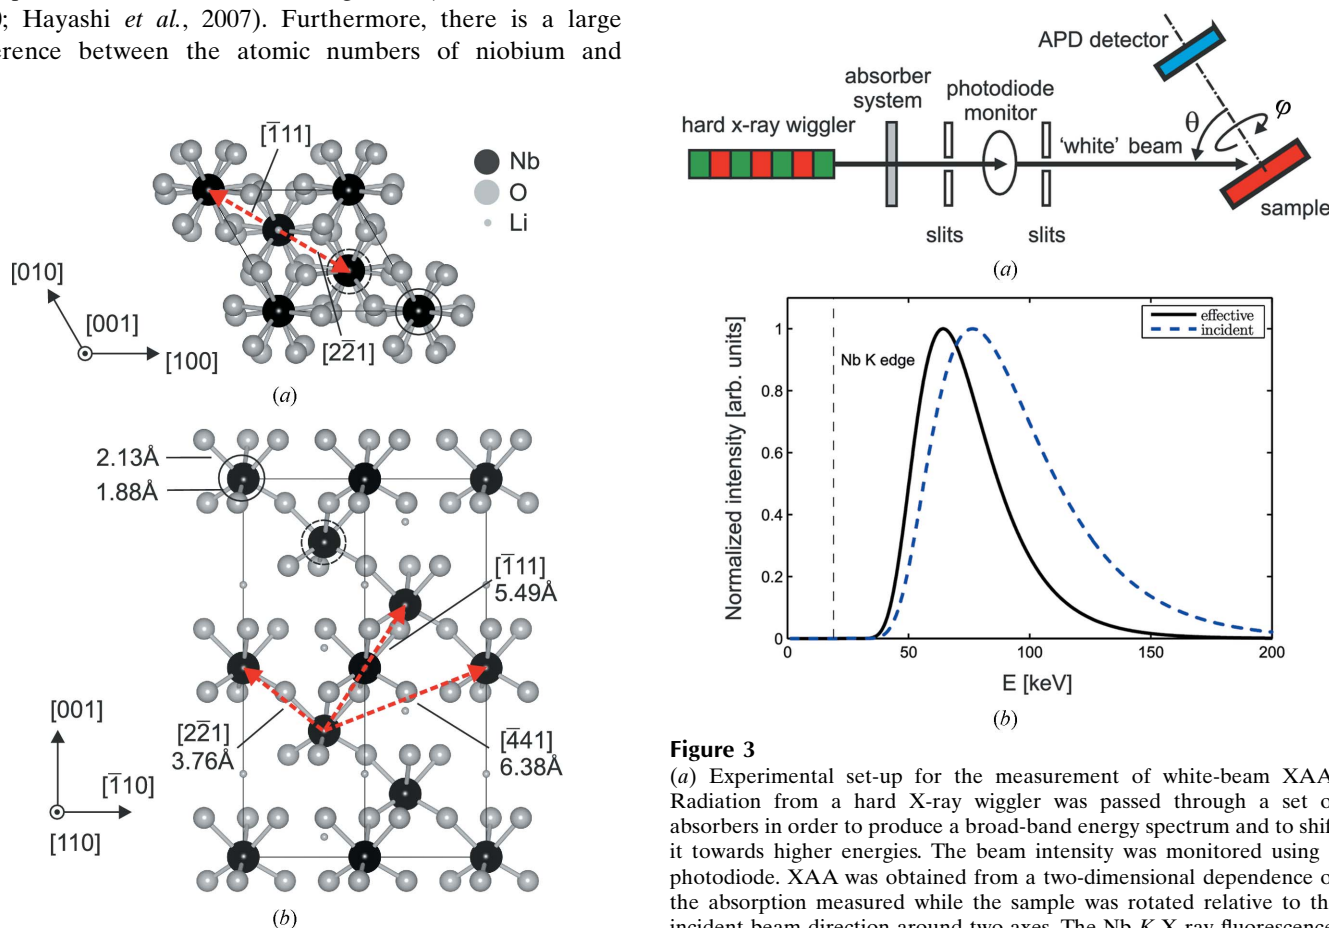 ; Hayashi et al., 2007). Furthermore, there is a large
between the atomic numbers of niobium and
[1̅11]
Nb
O
Li
[010]
[001]
[100]
[22̅1]
(a)
2.13Å
1.88Å
[1̅11]
5.49Å
[001]
[22̅1]
3.76Å
[4̅41]
6.38Å
[1̅10]
[110]
(b)
APD detector
absorber
system
photodiode
monitor
hard x-ray wiggler
θ
φ
'white' beam
sample
slits
slits
(a)
Normalized intensity [arb. units]
1
0.8
0.6
0.4
0.2
0
Nb K edge
effective
incident
0
50
100
150
200
E [keV]
(b)
Figure 3
(a) Experimental set-up for the measurement of white-beam XAA
Radiation from a hard X-ray wiggler was passed through a set
absorbers in order to produce a broad-band energy spectrum and to
it towards higher energies. The beam intensity was monitored using
photodiode. XAA was obtained from a two-dimensional dependence
the absorption measured while the sample was rotated relative to
incident beam direction around two axes. The Nb K X-ray fluorescence